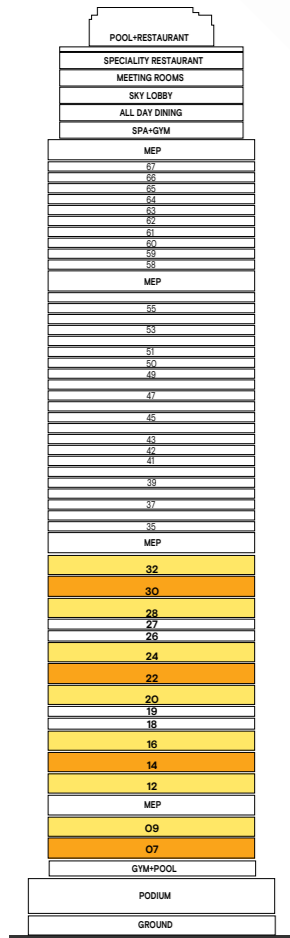 POOL+RESTAURANT
SPECIALITY RESTAURANT
MEETING ROOMS
SKY LOBBY
ALL DAY DINING
SPA+GYM
MEP
67
66
65
64
63
62
61
60
59
58
MEP
55
53
51
50
49
47
45
43
42
41
39
37
35
MEP
32
30
28
27
26
24
22
20
19
18
16
14
12
MEP
09
07
GYM+POOL
PODIUM
GROUND